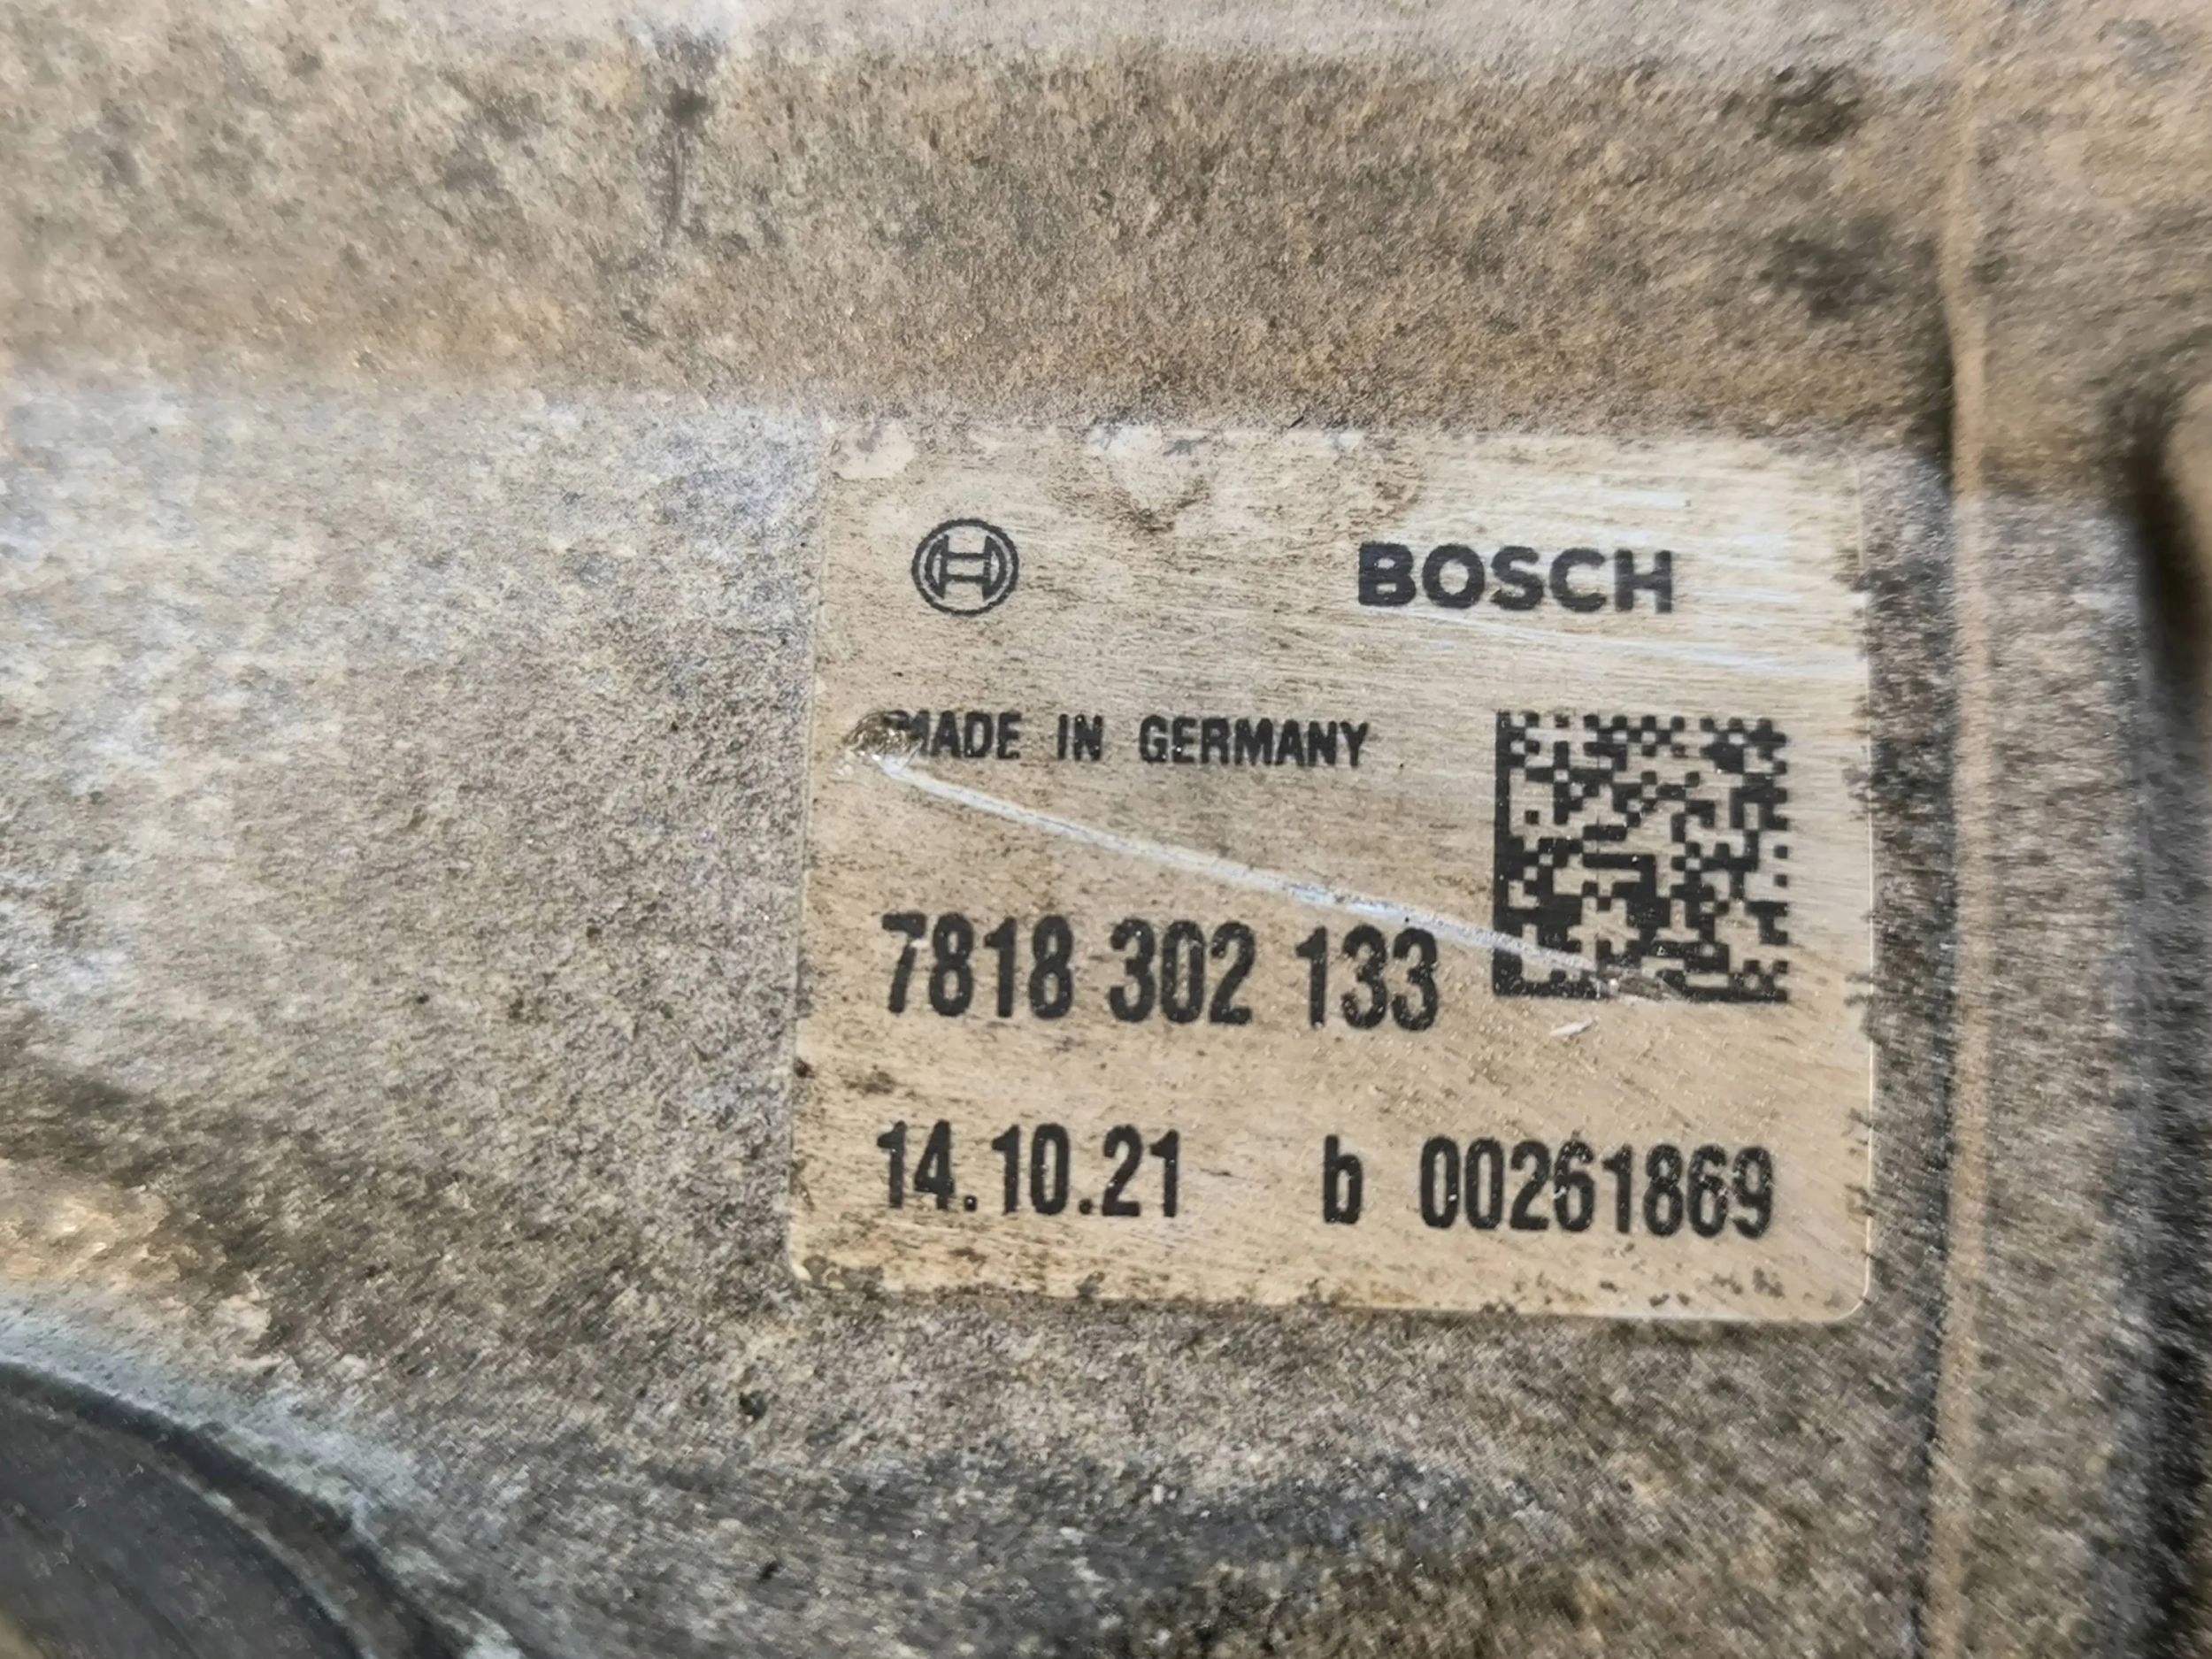 BOSCH
MADE IN GERMANY
7818 302 133
14.10.21 b 00261869